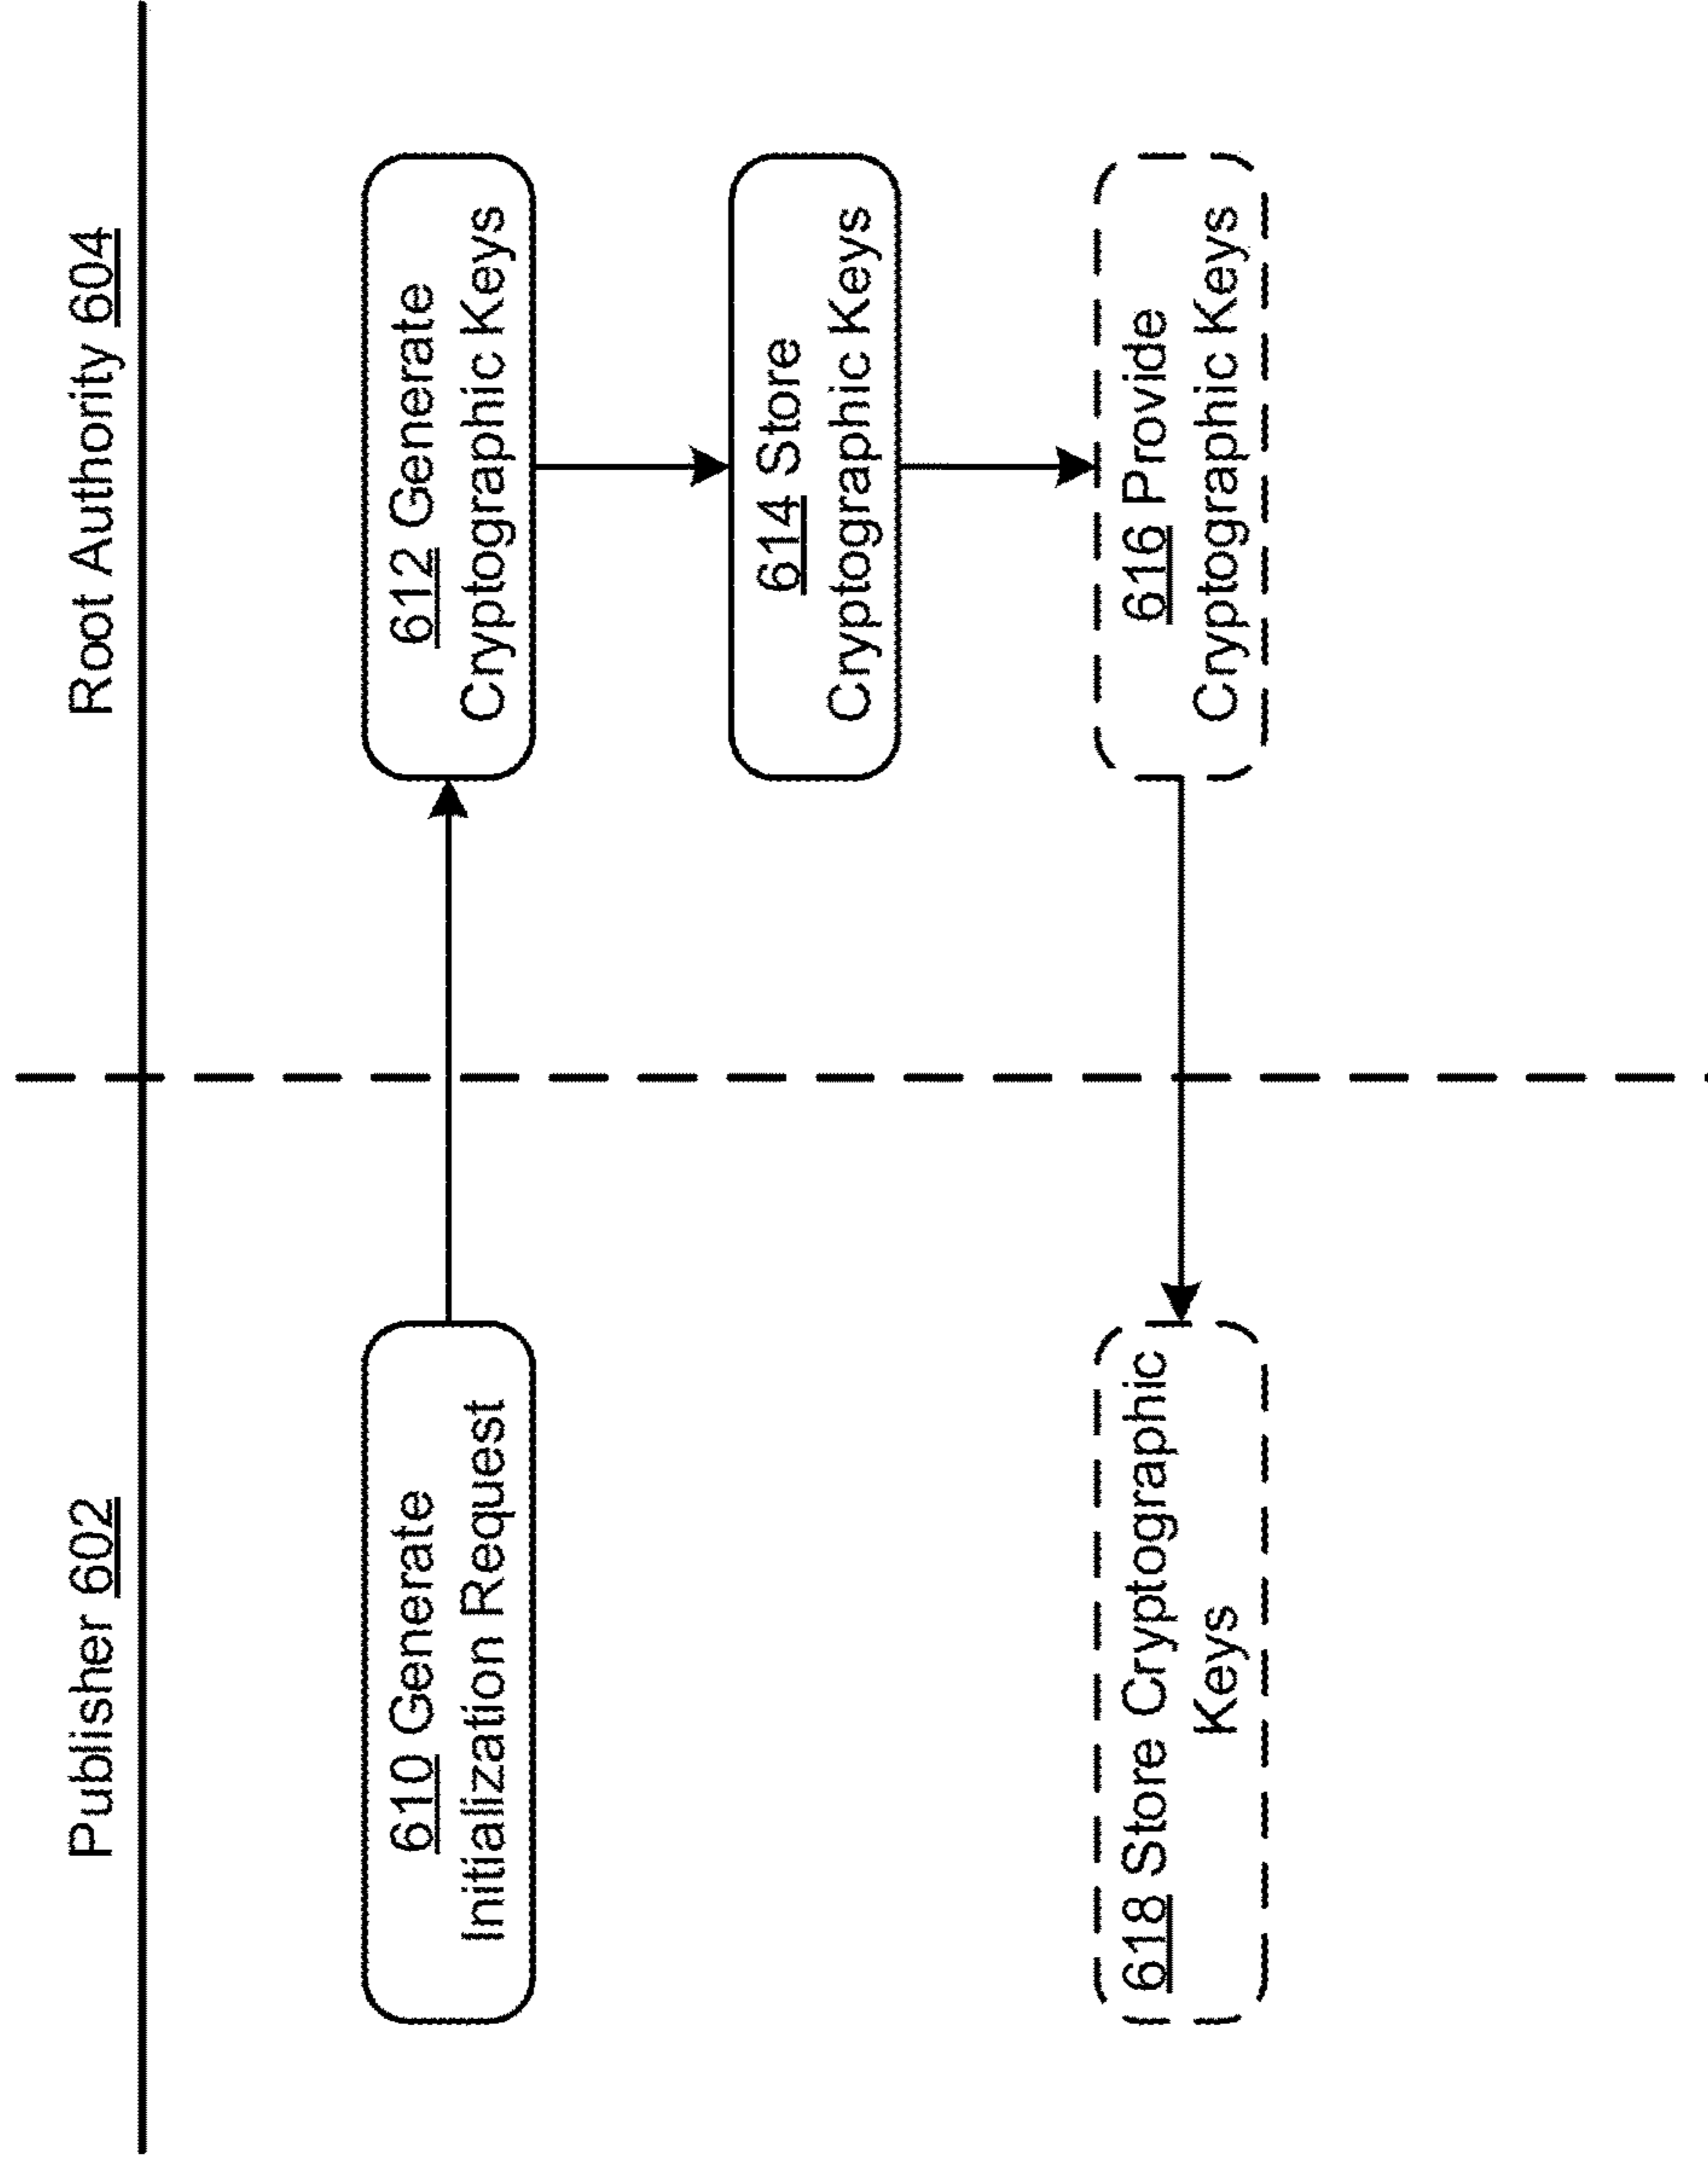 Publisher 602
Root Authority 604
610 Generate
Initialization Request
612 Generate
Cryptographic Keys
614 Store
Cryptographic Keys
616 Provide
Cryptographic Keys
618 Store Cryptographic
Keys